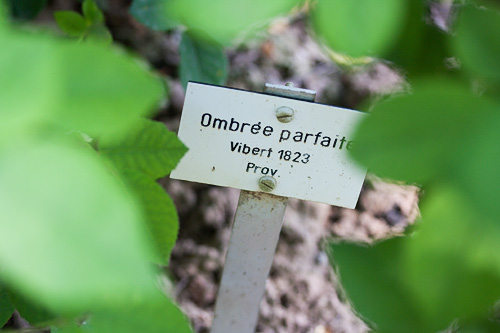 Ombrée parfaite
Vibert 1823
Prov.